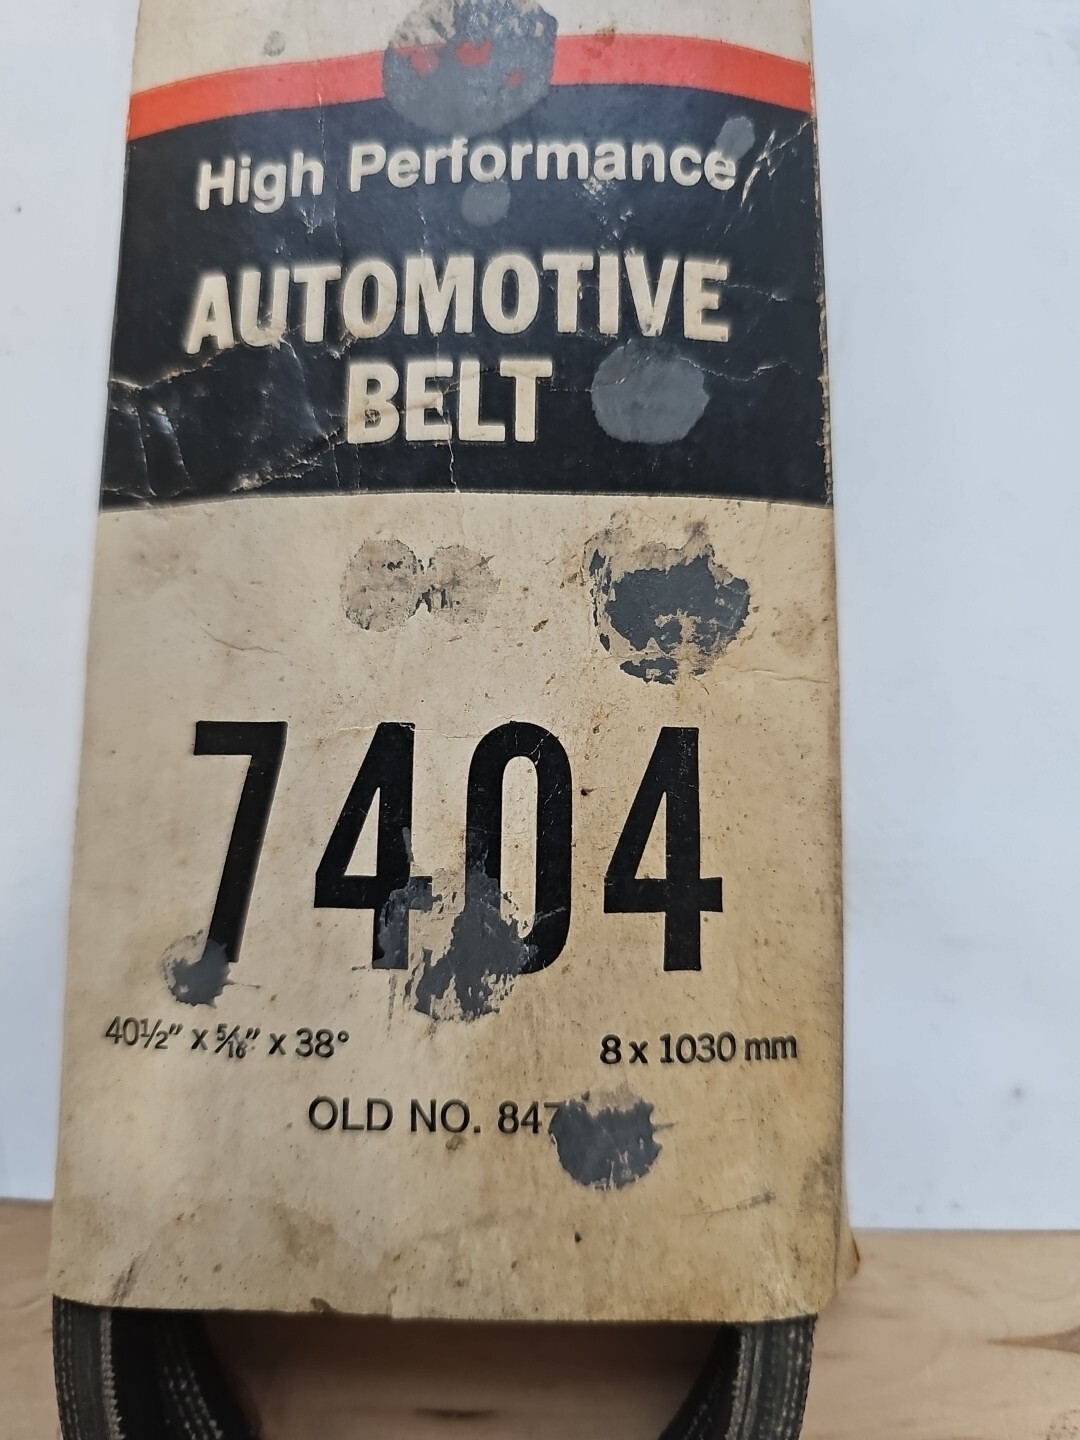 High Performance
AUTOMOTIVE
BELT
7404
40½" x 5/16" x 38° 8 x 1030 mm
OLD NO.